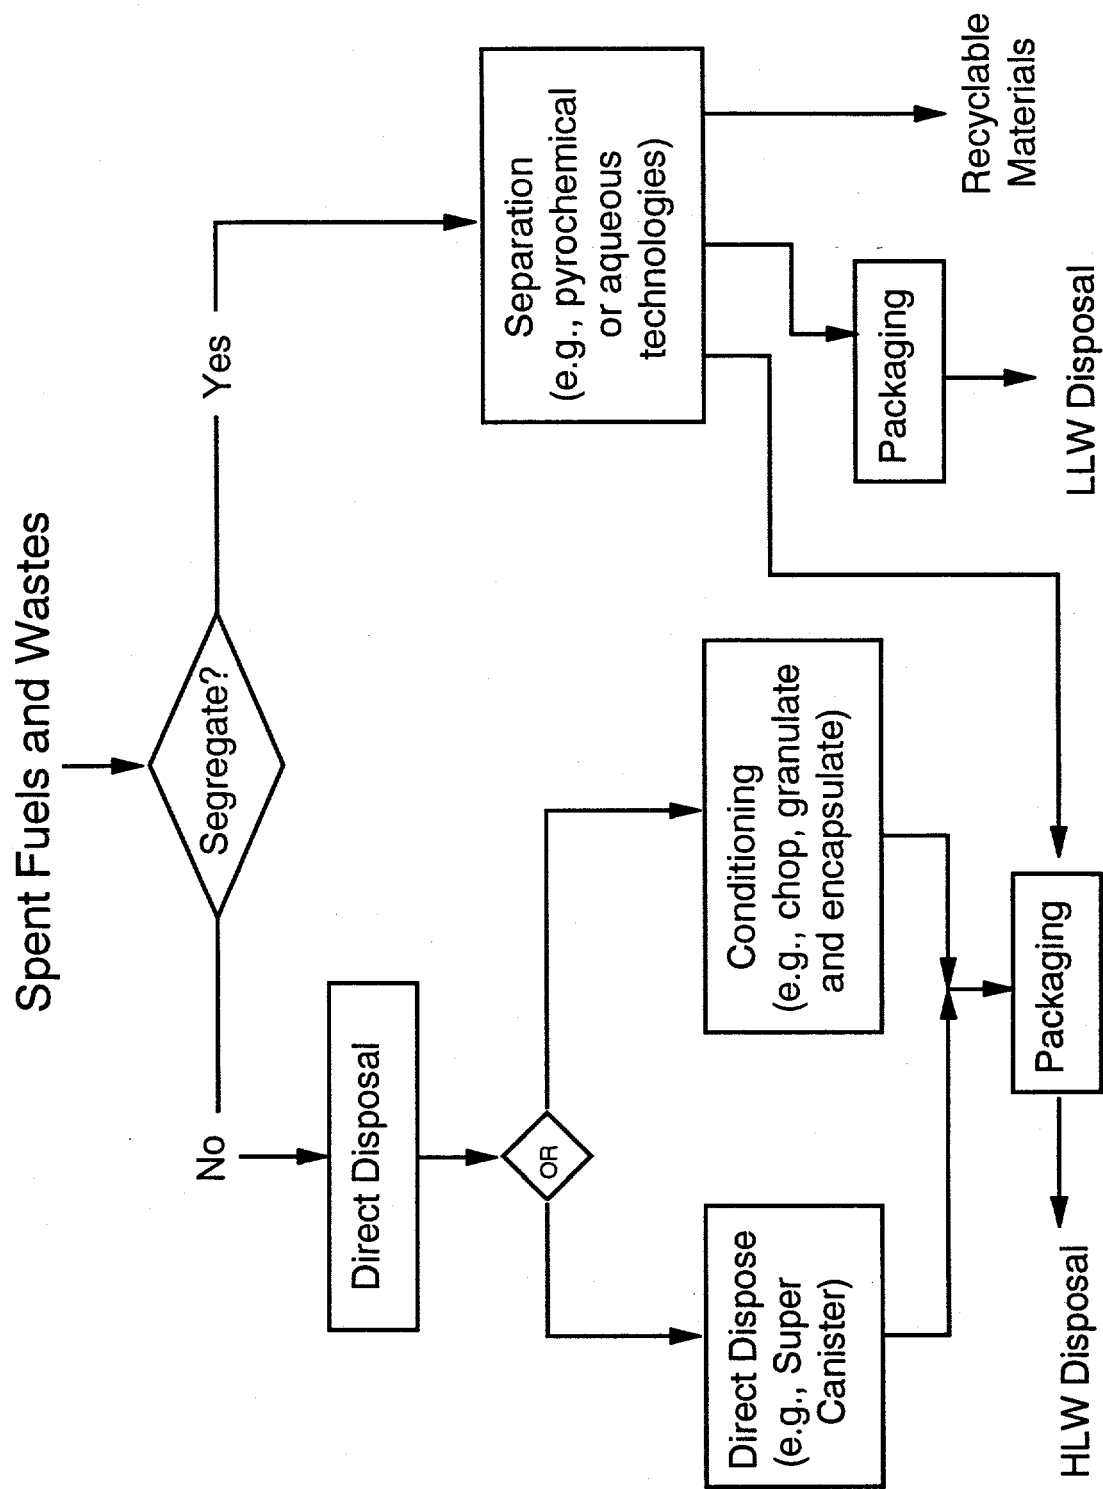 Spent Fuels and Wastes
Segregate?
No
Yes
Direct Disposal
OR
Separation
(e.g., pyrochemical
or aqueous
technologies)
Direct Dispose
(e.g., Super
Canister)
Conditioning
(e.g., chop, granulate
and encapsulate)
Packaging
Recyclable
Materials
Packaging
HLW Disposal
LLW Disposal